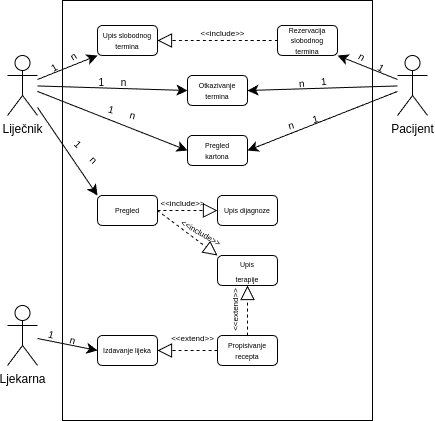 Upis slobodnog
termina
<<include>>
Rezervacija
slobodnog
termina
1 n
n 1
Liječnik
Pacijent
1 n
Otkazivanje
termina
n 1
1 n
Pregled
kartona
n 1
1 n
Pregled
<<include>>
Upis dijagnoze
<<include>>
Upis
terapije
<<extend>>
Ljekarna
1 n
Izdavanje lijeka
<<extend>>
Propisivanje
recepta